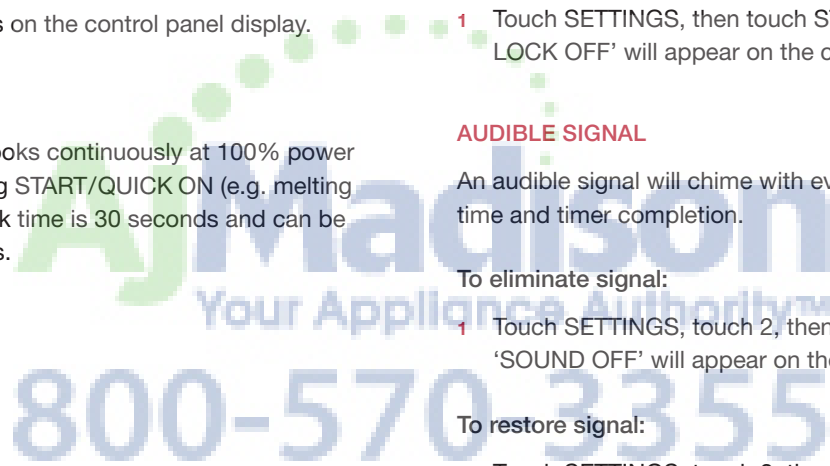 on the control panel display.
continuously at 100% power
START/QUICK ON (e.g. melting
time is 30 seconds and can be
1 Touch SETTINGS, then touch
LOCK OFF’ will appear on the
AUDIBLE SIGNAL
An audible signal will chime with
time and timer completion.
To eliminate signal:
1 Touch SETTINGS, touch 2, then
‘SOUND OFF’ will appear on the
To restore signal:
AjMadison
Your Appliance Authority™
800-570-3355